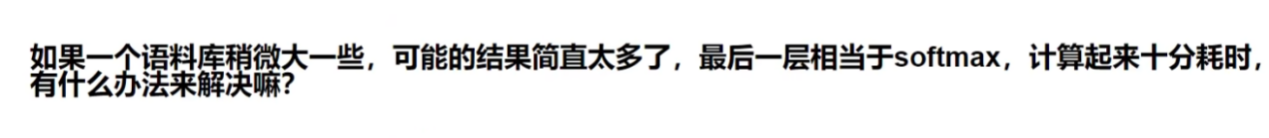 如果一个语料库稍微大一些，可能的结果简直太多了，最后一层相当于softmax，计算起来十分耗时，
有什么办法来解决嘛？